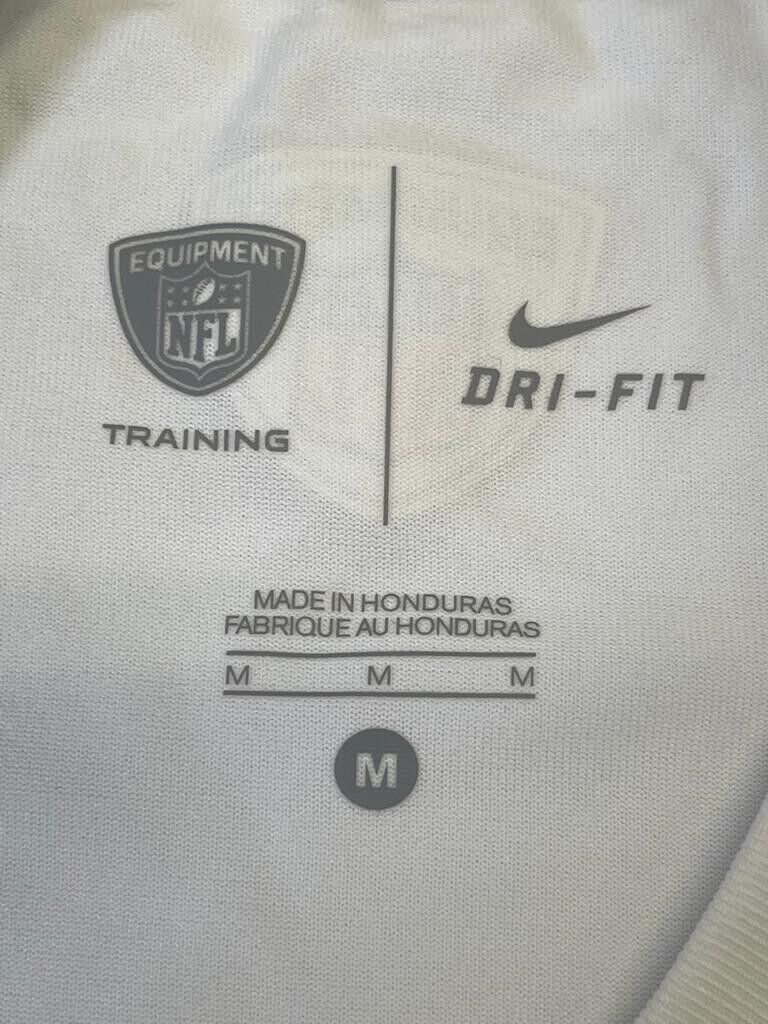 EQUIPMENT
NFL
TRAINING
DRI-FIT
MADE IN HONDURAS
FABRIQUE AU HONDURAS
M M M
M